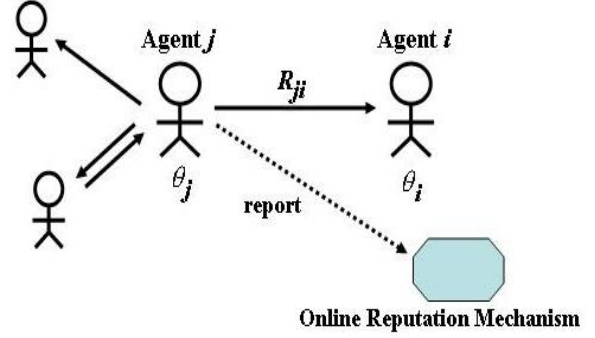 Agent j
Agent i
R_ji
θ_j
θ_i
report
Online Reputation Mechanism